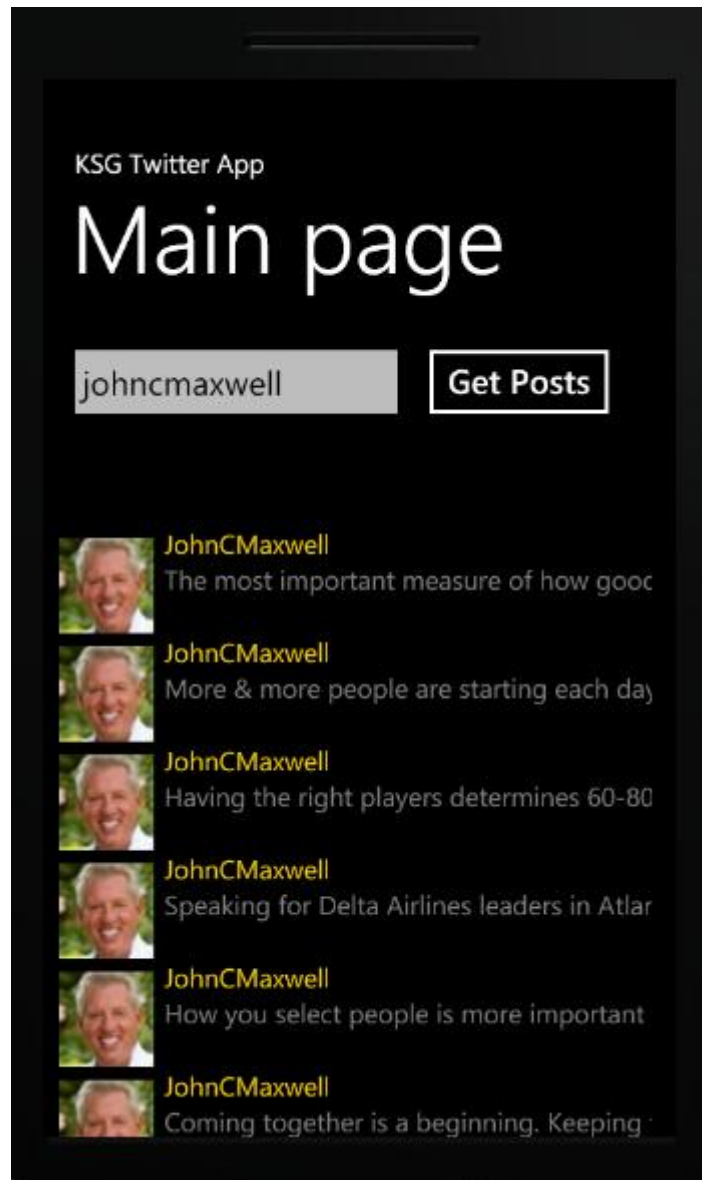 KSG Twitter App
Main page
johncmaxwell
Get Posts
JohnCMaxwell
The most important measure of how good
JohnCMaxwell
More & more people are starting each day
JohnCMaxwell
Having the right players determines 60-80
JohnCMaxwell
Speaking for Delta Airlines leaders in Atlan
JohnCMaxwell
How you select people is more important
JohnCMaxwell
Coming together is a beginning. Keeping